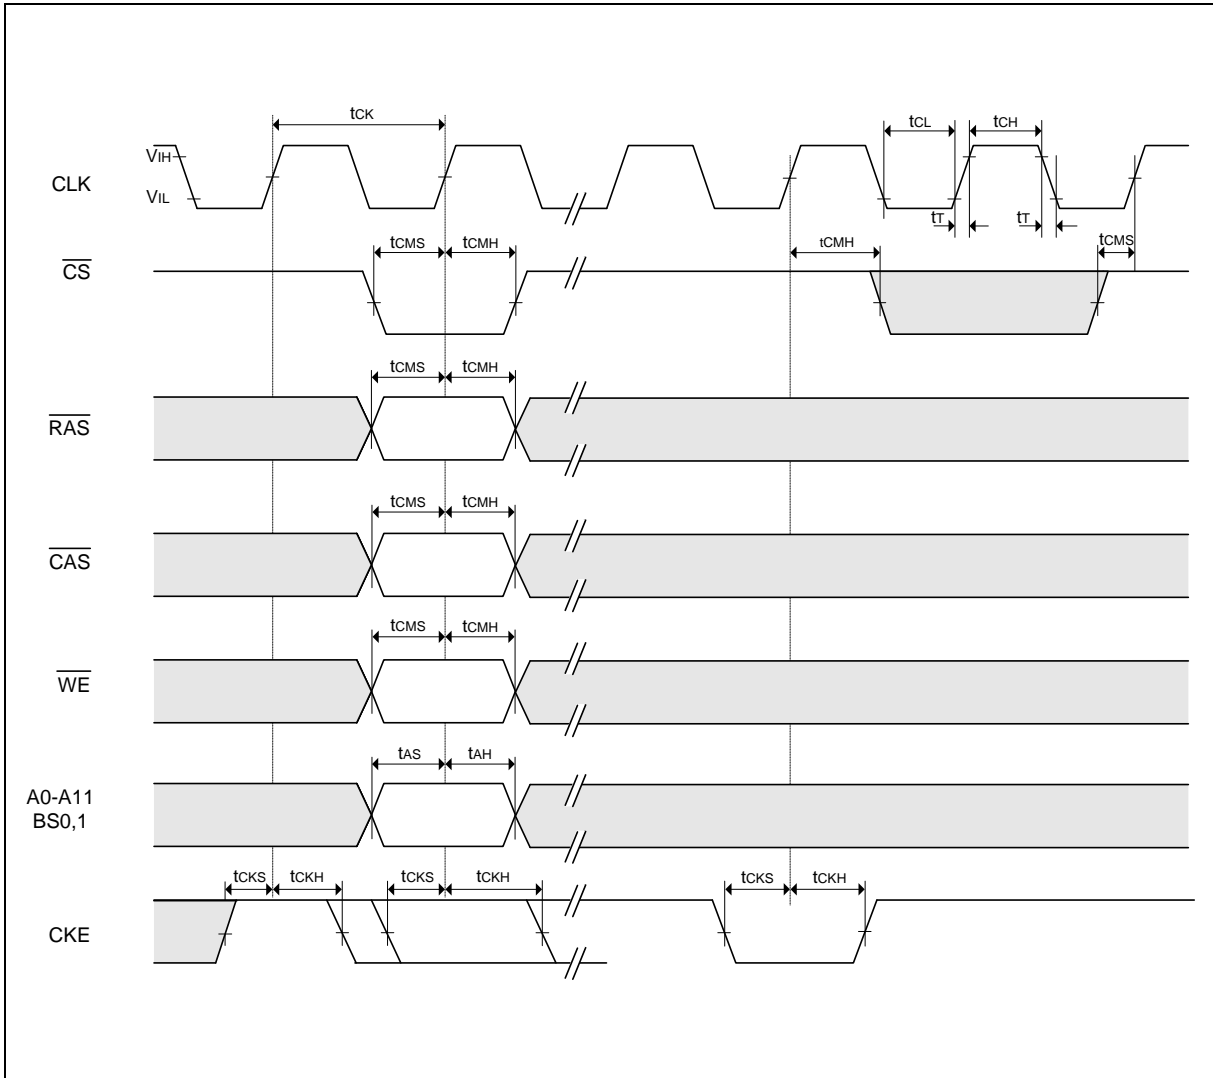 tCK
tCL
tCH
VIH
CLK
VIL
tT
tT
tCMS
tCMH
tCMH
tCMS
CS
tCMS
tCMH
RAS
tCMS
tCMH
CAS
tCMS
tCMH
WE
tAS
tAH
A0-A11
BS0,1
tCKS
tCKH
tCKS
tCKH
tCKS
tCKH
CKE